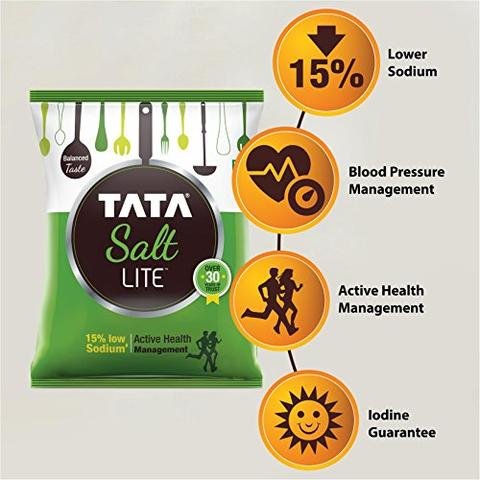 Balanced
Taste
TATA®
Salt
LITE™
OVER
30
YEARS OF
TRUST
15% low
Sodium*
Active Health
Management
15%
Lower
Sodium
Blood Pressure
Management
Active Health
Management
Iodine
Guarantee